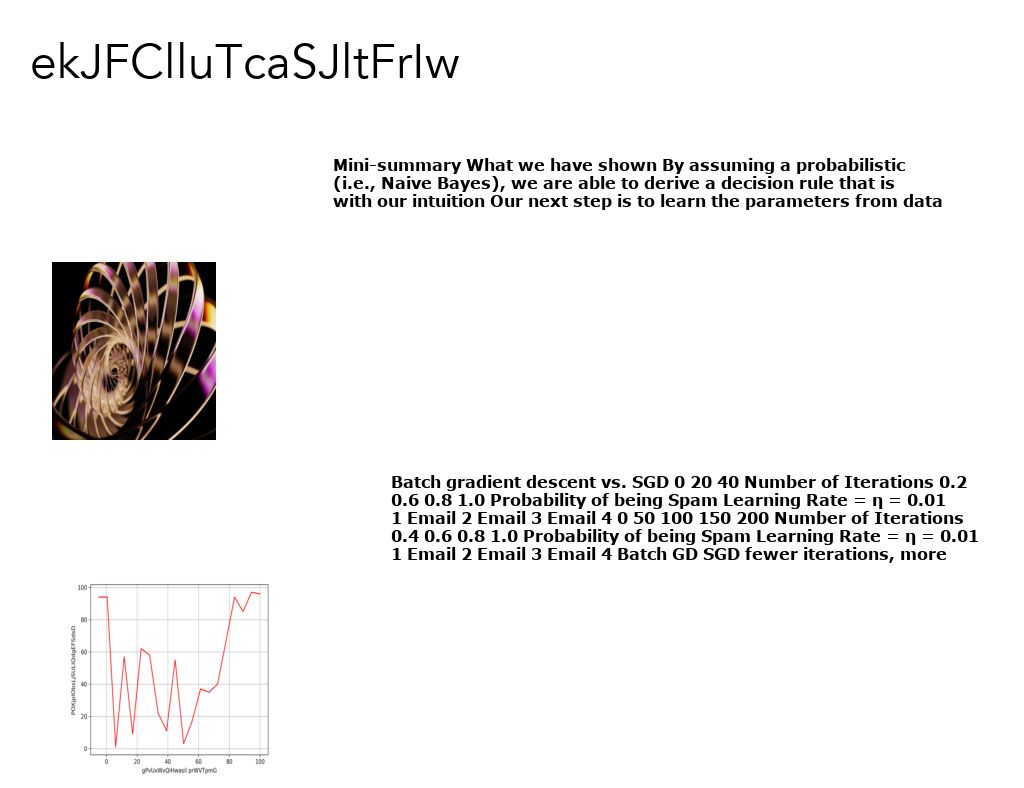 ekJFClluTcaSJltFrIw
Mini-summary What we have shown By assuming a probabilistic
(i.e., Naive Bayes), we are able to derive a decision rule that is
with our intuition Our next step is to learn the parameters from data
Batch gradient descent vs. SGD 0 20 40 Number of Iterations 0.2
0.6 0.8 1.0 Probability of being Spam Learning Rate = η = 0.01
1 Email 2 Email 3 Email 4 0 50 100 150 200 Number of Iterations
0.4 0.6 0.8 1.0 Probability of being Spam Learning Rate = η = 0.01
1 Email 2 Email 3 Email 4 Batch GD SGD fewer iterations, more
100
80
60
40
20
0
0 20 40 60 80 100